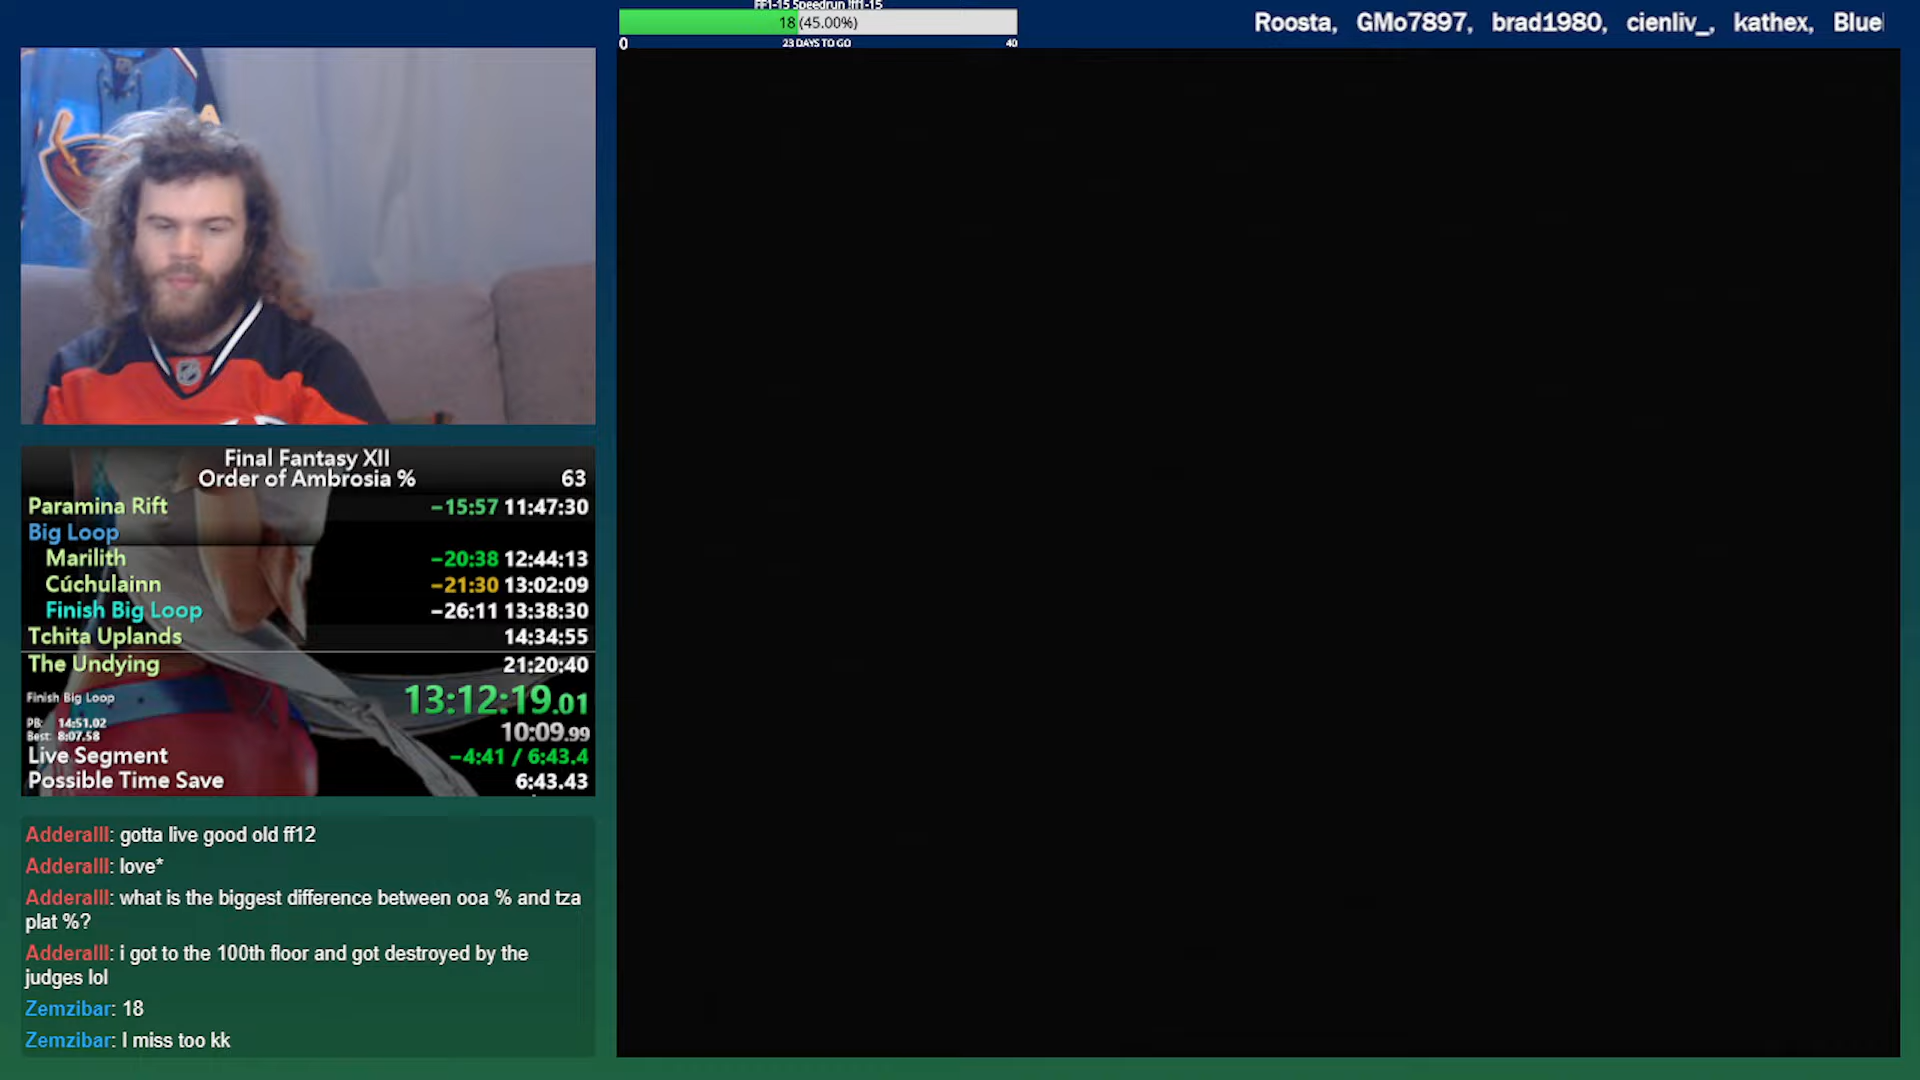 FF1-15 Speedrun !ff1-15
18 (45.00%)
0 23 DAYS TO GO 40
Roosta, GMo7897, brad1980, cienliv_, kathex, Blue
Final Fantasy XII
Order of Ambrosia % 63
Paramina Rift -15:57 11:47:30
Big Loop
Marilith -20:38 12:44:13
Cúchulainn -21:30 13:02:09
Finish Big Loop -26:11 13:38:30
Tchita Uplands 14:34:55
The Undying 21:20:40
Finish Big Loop 13:12:19.01
PB: 14:51.02
Best: 8:07.58 10:09.99
Live Segment -4:41 / 6:43.4
Possible Time Save 6:43.43
Adderalll: gotta live good old ff12
Adderalll: love*
Adderalll: what is the biggest difference between ooa % and tza
plat %?
Adderalll: i got to the 100th floor and got destroyed by the
judges lol
Zemzibar: 18
Zemzibar: I miss too kk